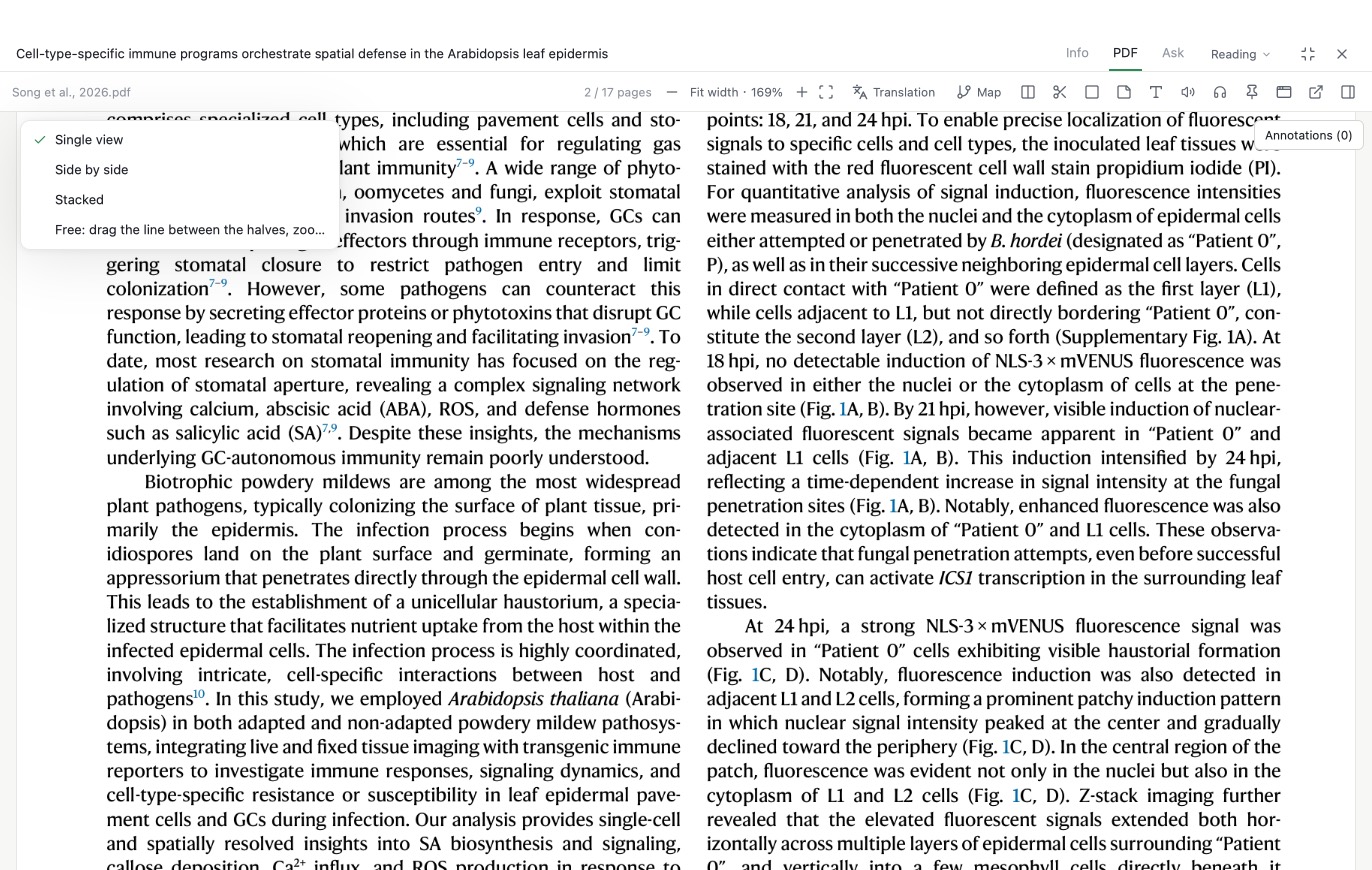 Cell-type-specific immune programs orchestrate spatial defense in the Arabidopsis leaf epidermis
Info
PDF
Ask
Reading
Song et al., 2026.pdf
2 / 17 pages
Fit width · 169%
Translation
Map
Single view
Side by side
Stacked
Free: drag the line between the halves, zoo...
Annotations (0)
comprises specialized cell types, including pavement cells and sto-
which are essential for regulating gas
plant immunity7–9. A wide range of phyto-
oomycetes and fungi, exploit stomatal
invasion routes9. In response, GCs can
effectors through immune receptors, trig-
gering stomatal closure to restrict pathogen entry and limit
colonization7–9. However, some pathogens can counteract this
response by secreting effector proteins or phytotoxins that disrupt GC
function, leading to stomatal reopening and facilitating invasion7–9. To
date, most research on stomatal immunity has focused on the reg-
ulation of stomatal aperture, revealing a complex signaling network
involving calcium, abscisic acid (ABA), ROS, and defense hormones
such as salicylic acid (SA)7,9. Despite these insights, the mechanisms
underlying GC-autonomous immunity remain poorly understood.
Biotrophic powdery mildews are among the most widespread
plant pathogens, typically colonizing the surface of plant tissue, pri-
marily the epidermis. The infection process begins when con-
idiospores land on the plant surface and germinate, forming an
appressorium that penetrates directly through the epidermal cell wall.
This leads to the establishment of a unicellular haustorium, a specia-
lized structure that facilitates nutrient uptake from the host within the
infected epidermal cells. The infection process is highly coordinated,
involving intricate, cell-specific interactions between host and
pathogens10. In this study, we employed Arabidopsis thaliana (Arabi-
dopsis) in both adapted and non-adapted powdery mildew pathosys-
tems, integrating live and fixed tissue imaging with transgenic immune
reporters to investigate immune responses, signaling dynamics, and
cell-type-specific resistance or susceptibility in leaf epidermal pave-
ment cells and GCs during infection. Our analysis provides single-cell
and spatially resolved insights into SA biosynthesis and signaling,
callose deposition, Ca2+ influx, and ROS production in response to
points: 18, 21, and 24 hpi. To enable precise localization of fluorescent
signals to specific cells and cell types, the inoculated leaf tissues were
stained with the red fluorescent cell wall stain propidium iodide (PI).
For quantitative analysis of signal induction, fluorescence intensities
were measured in both the nuclei and the cytoplasm of epidermal cells
either attempted or penetrated by B. hordei (designated as “Patient 0”,
P), as well as in their successive neighboring epidermal cell layers. Cells
in direct contact with “Patient 0” were defined as the first layer (L1),
while cells adjacent to L1, but not directly bordering “Patient 0”, con-
stitute the second layer (L2), and so forth (Supplementary Fig. 1A). At
18 hpi, no detectable induction of NLS-3 × mVENUS fluorescence was
observed in either the nuclei or the cytoplasm of cells at the pene-
tration site (Fig. 1A, B). By 21 hpi, however, visible induction of nuclear-
associated fluorescent signals became apparent in “Patient 0” and
adjacent L1 cells (Fig. 1A, B). This induction intensified by 24 hpi,
reflecting a time-dependent increase in signal intensity at the fungal
penetration sites (Fig. 1A, B). Notably, enhanced fluorescence was also
detected in the cytoplasm of “Patient 0” and L1 cells. These observa-
tions indicate that fungal penetration attempts, even before successful
host cell entry, can activate ICS1 transcription in the surrounding leaf
tissues.
At 24 hpi, a strong NLS-3 × mVENUS fluorescence signal was
observed in “Patient 0” cells exhibiting visible haustorial formation
(Fig. 1C, D). Notably, fluorescence induction was also detected in
adjacent L1 and L2 cells, forming a prominent patchy induction pattern
in which nuclear signal intensity peaked at the center and gradually
declined toward the periphery (Fig. 1C, D). In the central region of the
patch, fluorescence was evident not only in the nuclei but also in the
cytoplasm of L1 and L2 cells (Fig. 1C, D). Z-stack imaging further
revealed that the elevated fluorescent signals extended both hor-
izontally across multiple layers of epidermal cells surrounding “Patient
0”, and vertically into a few mesophyll cells directly beneath it